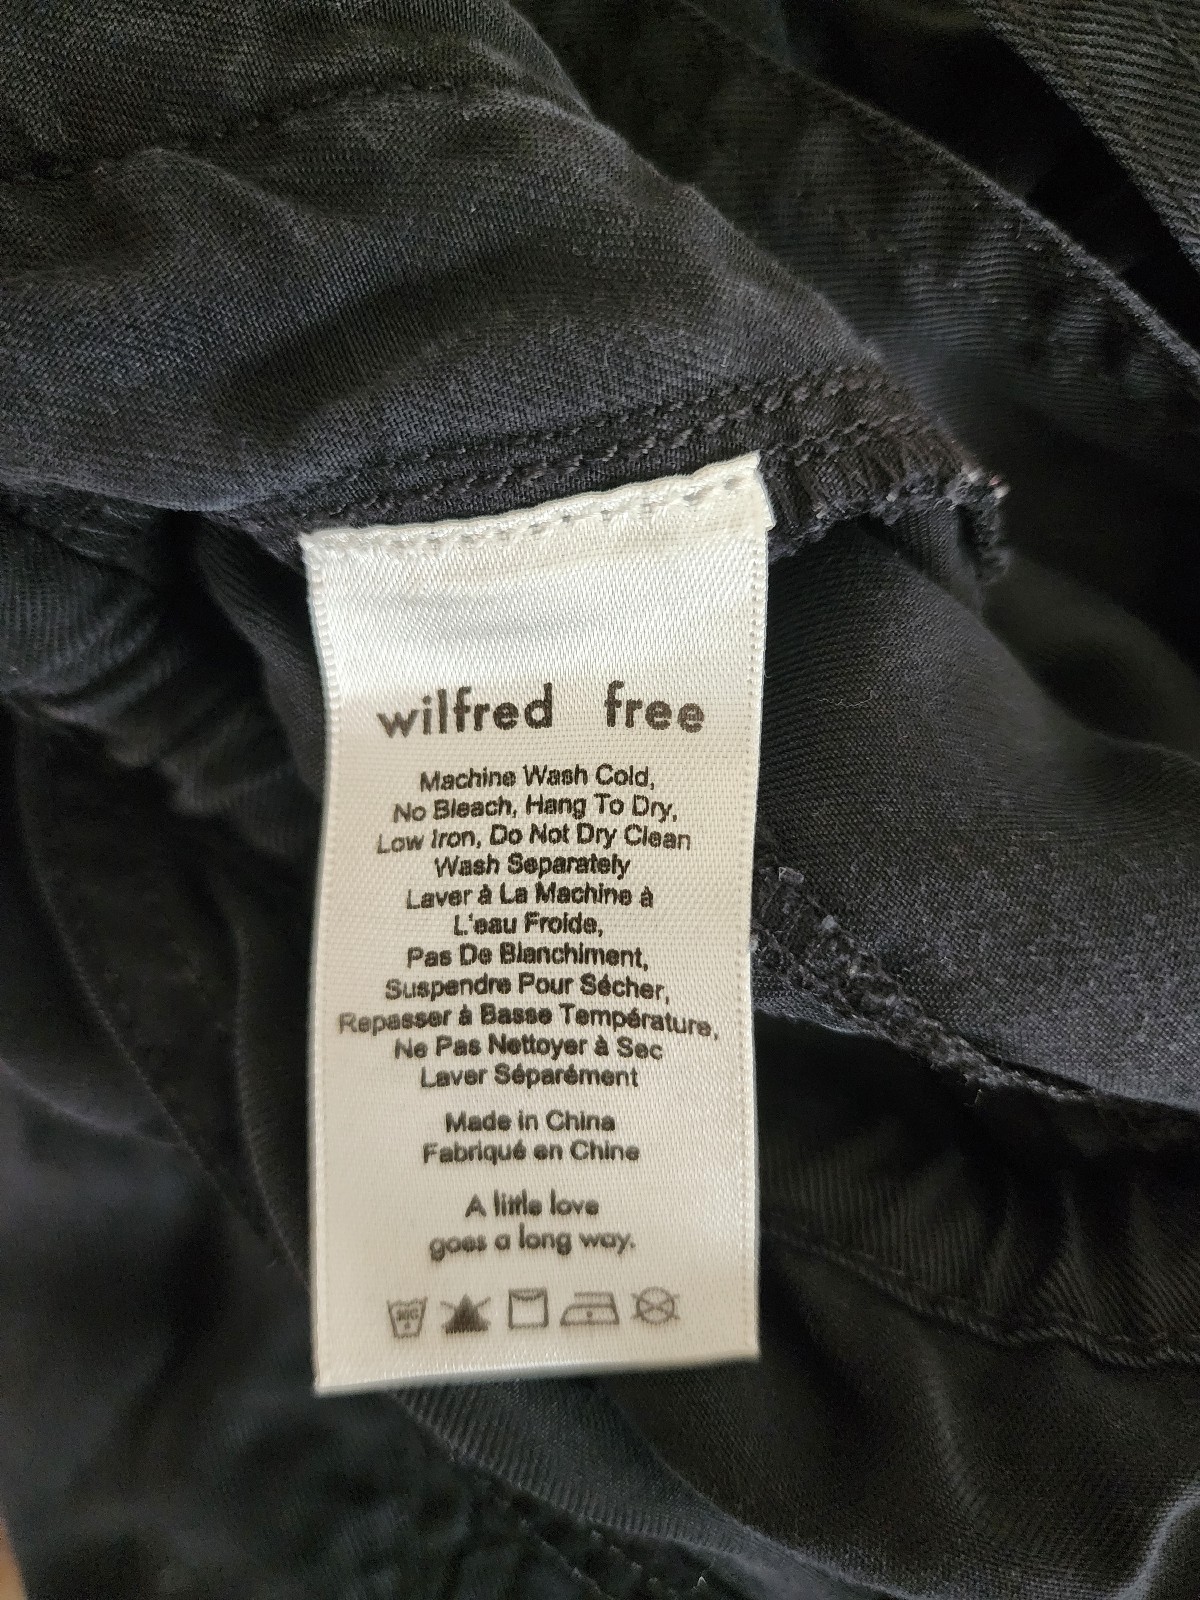 wilfred free
Machine Wash Cold,
No Bleach, Hang To Dry,
Low Iron, Do Not Dry Clean
Wash Separately
Laver à La Machine à
L'eau Froide,
Pas De Blanchiment,
Suspendre Pour Sécher,
Repasser à Basse Température,
Ne Pas Nettoyer à Sec
Laver Séparément
Made in China
Fabriqué en Chine
A little love
goes a long way.